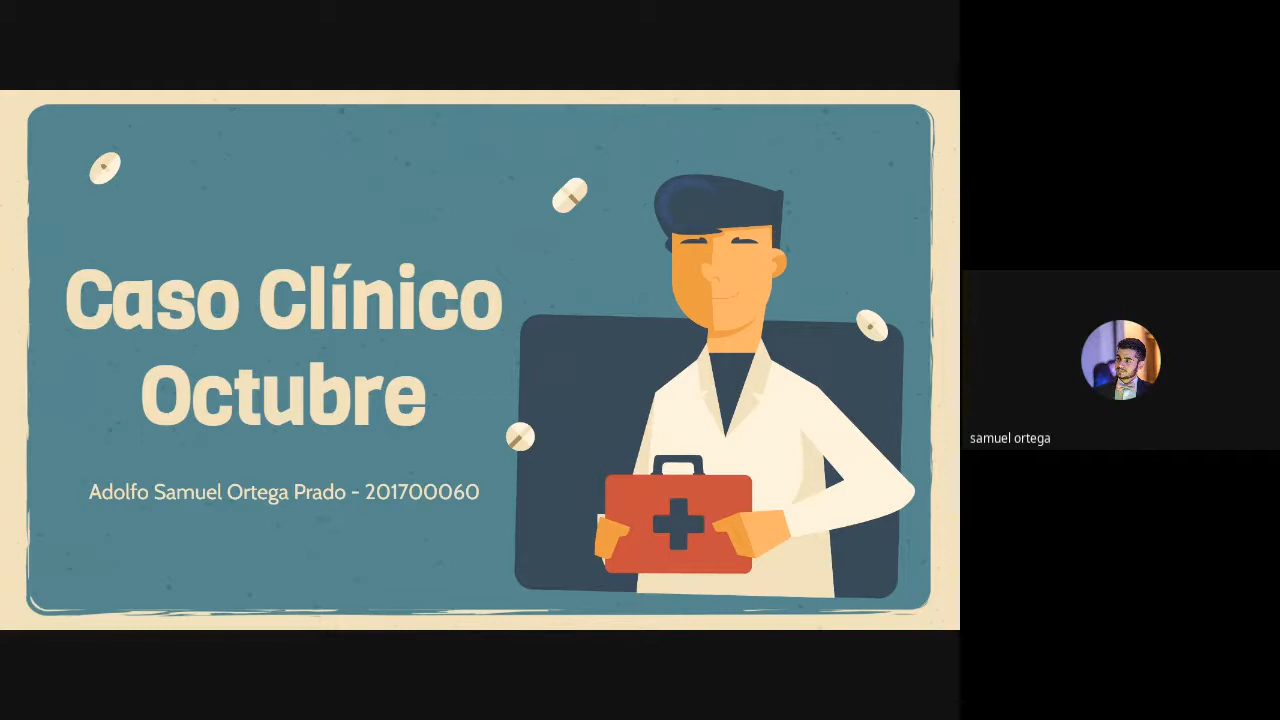 Caso Clínico
Octubre
Adolfo Samuel Ortega Prado - 201700060
samuel ortega